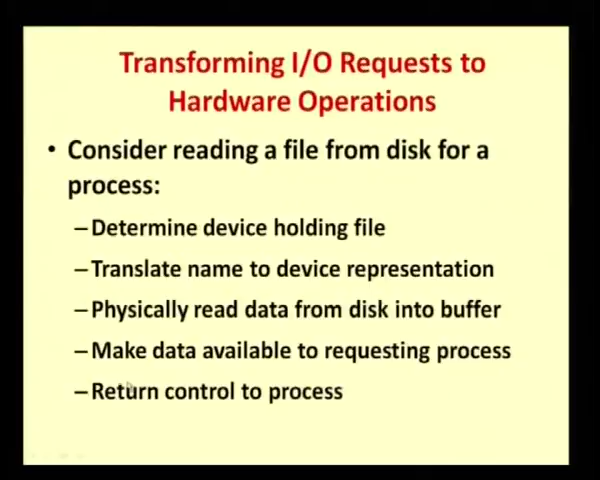 Transforming I/O Requests to
Hardware Operations
• Consider reading a file from disk for a
process:
–Determine device holding file
–Translate name to device representation
–Physically read data from disk into buffer
–Make data available to requesting process
–Return control to process